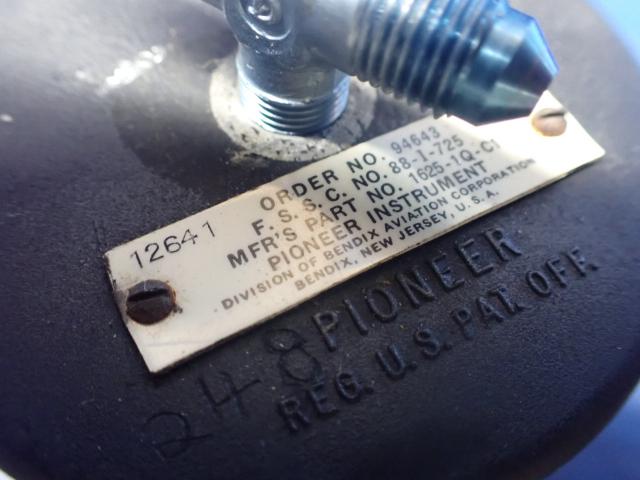 12641
ORDER NO. 94643
F. S. S. C. NO. 88-I-725
MFR'S PART NO. 1625-1Q-C1
PIONEER INSTRUMENT
DIVISION OF BENDIX AVIATION CORPORATION
BENDIX, NEW JERSEY, U. S. A.
PIONEER
REG. U.S. PAT. OFF.
248